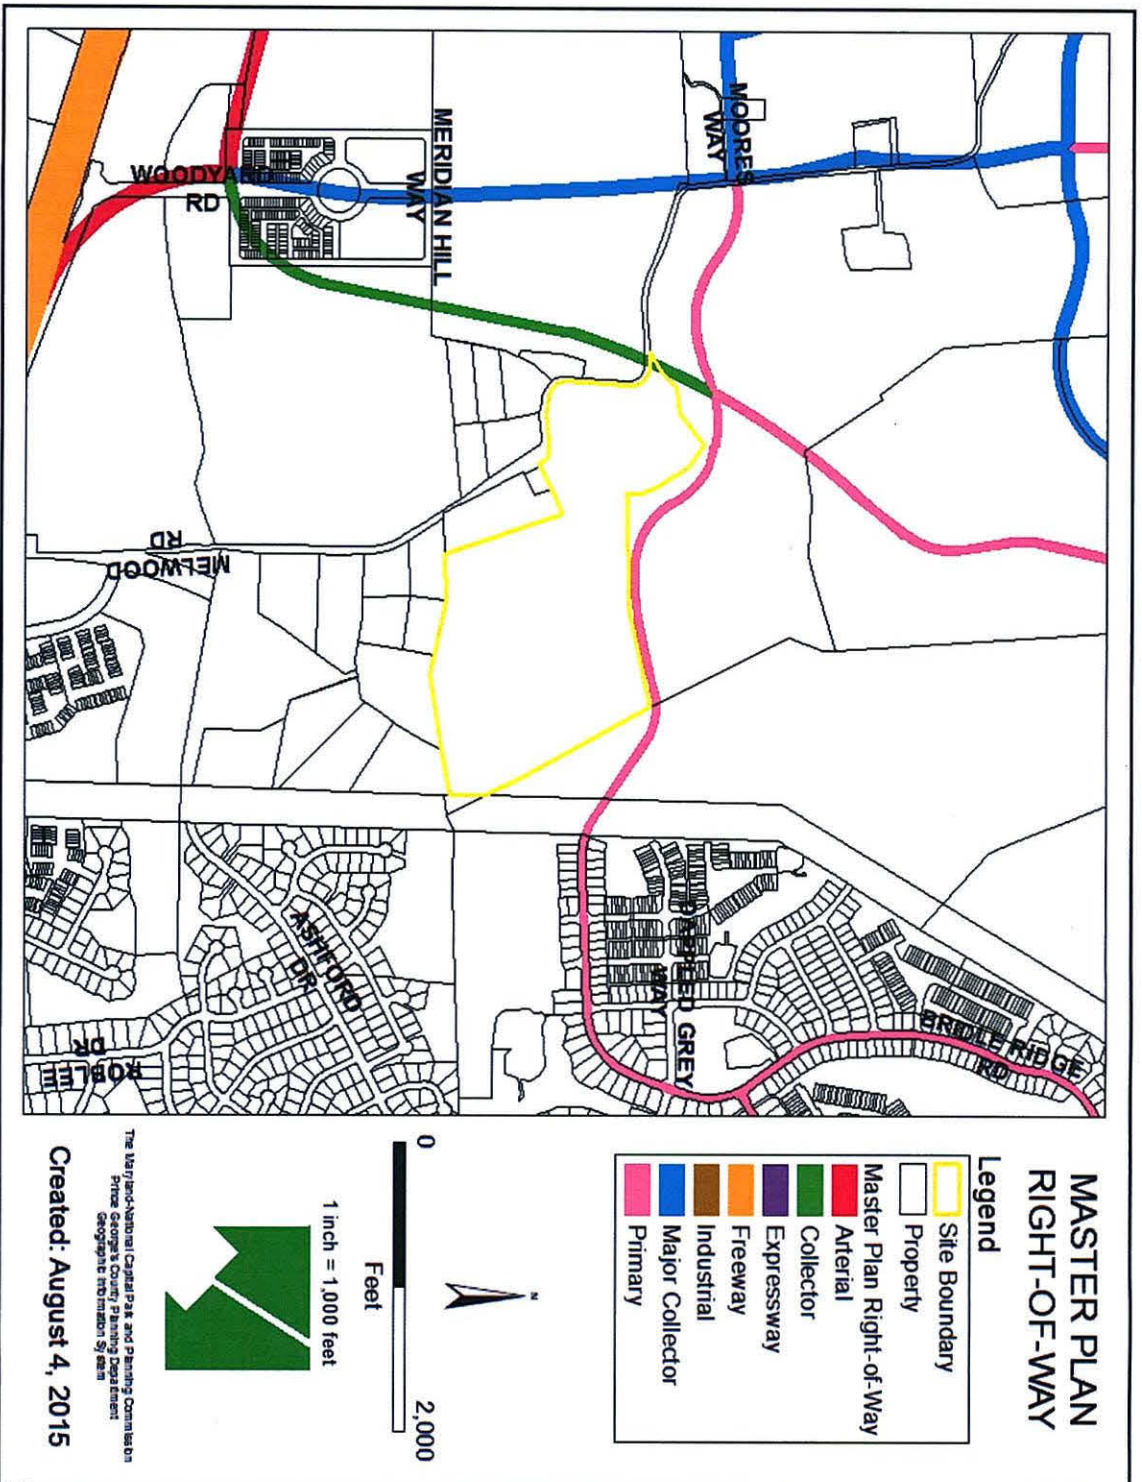 MASTER PLAN
RIGHT-OF-WAY
Legend
Site Boundary
Property
Master Plan Right-of-Way
Arterial
Collector
Expressway
Freeway
Industrial
Major Collector
Primary
N
0
2,000
Feet
1 inch = 1,000 feet
The Maryland-National Capital Park and Planning Commission
Prince George's County Planning Department
Geographic Information System
Created: August 4, 2015
MOORES
WAY
MERIDIAN HILL
WAY
WOODYARD
RD
MELWOOD
RD
BRIDLE RIDGE
RD
DAPPLED GREY
WAY
ASHFORD
DR
ROBLEE
DR